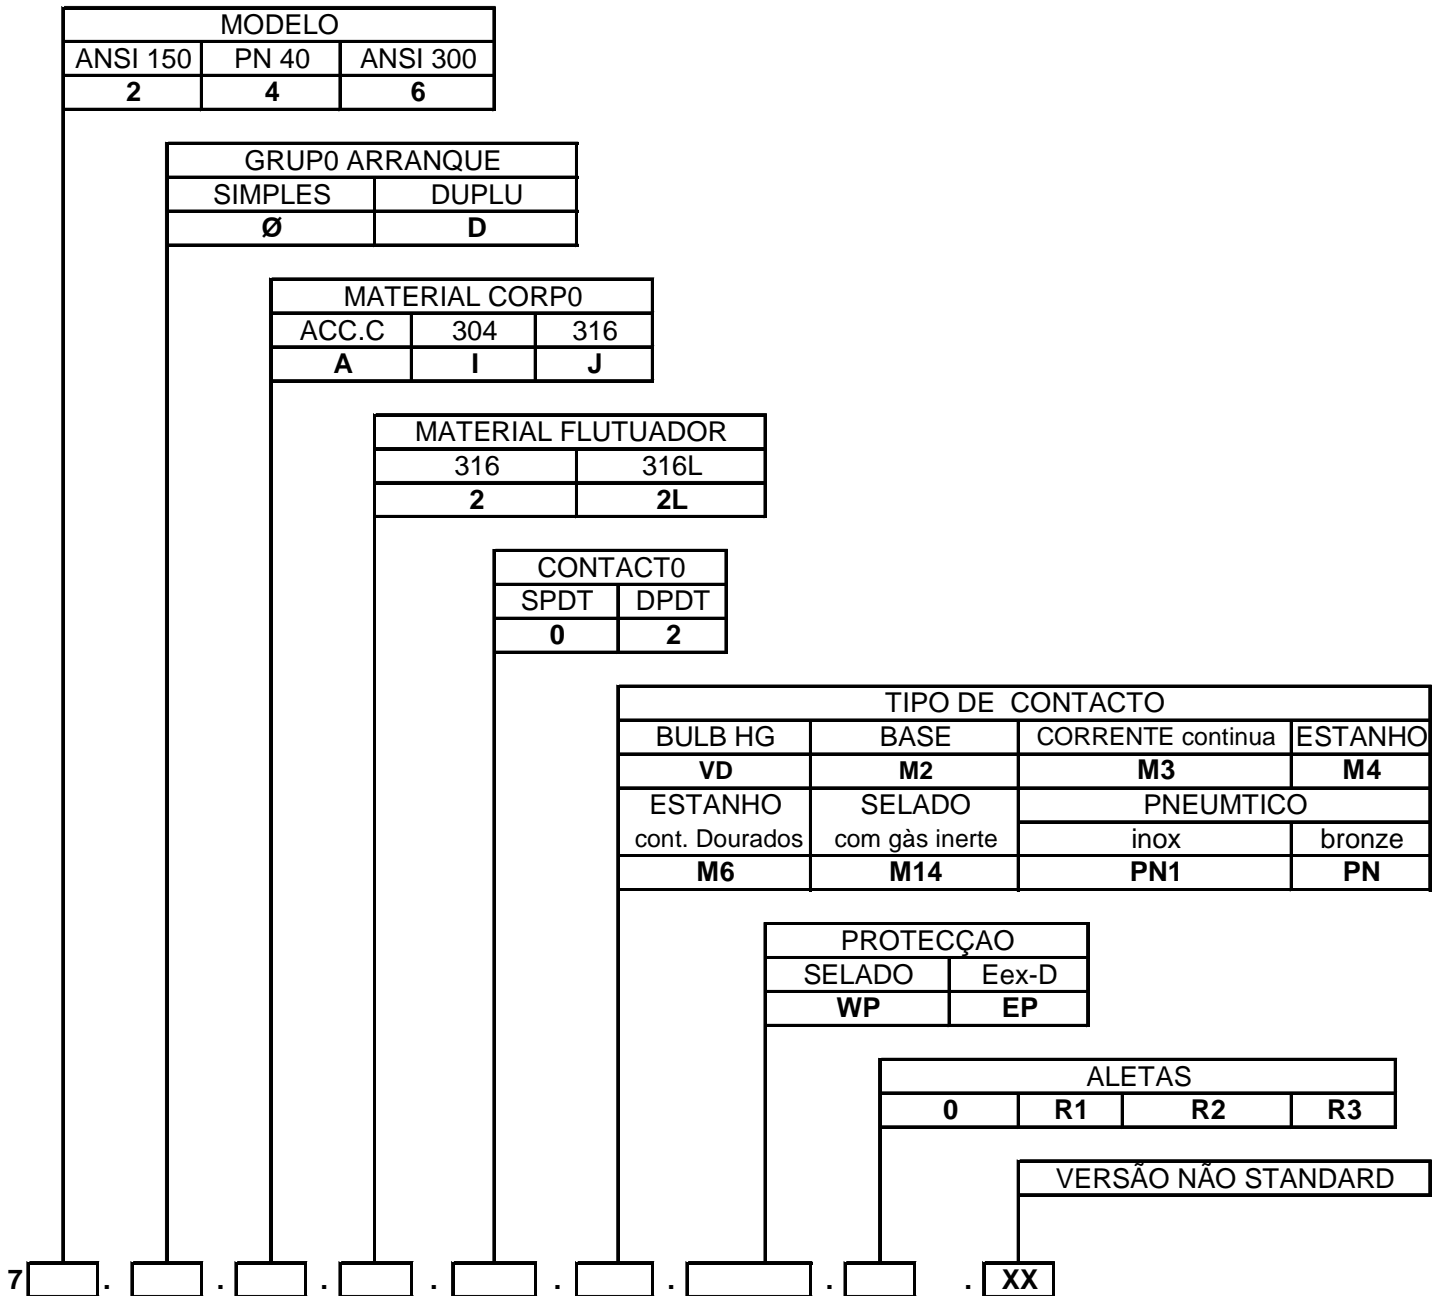 MODELO
ANSI 150 PN 40 ANSI 300
2 4 6
GRUP0 ARRANQUE
SIMPLES DUPLU
Ø D
MATERIAL CORP0
ACC.C 304 316
A I J
MATERIAL FLUTUADOR
316 316L
2 2L
CONTACT0
SPDT DPDT
0 2
TIPO DE CONTACTO
BULB HG BASE CORRENTE continua ESTANHO
VD M2 M3 M4
ESTANHO SELADO PNEUMTICO
cont. Dourados com gàs inerte inox bronze
M6 M14 PN1 PN
PROTECÇAO
SELADO Eex-D
WP EP
ALETAS
0 R1 R2 R3
VERSÃO NÃO STANDARD
7 . . . . . . . . XX